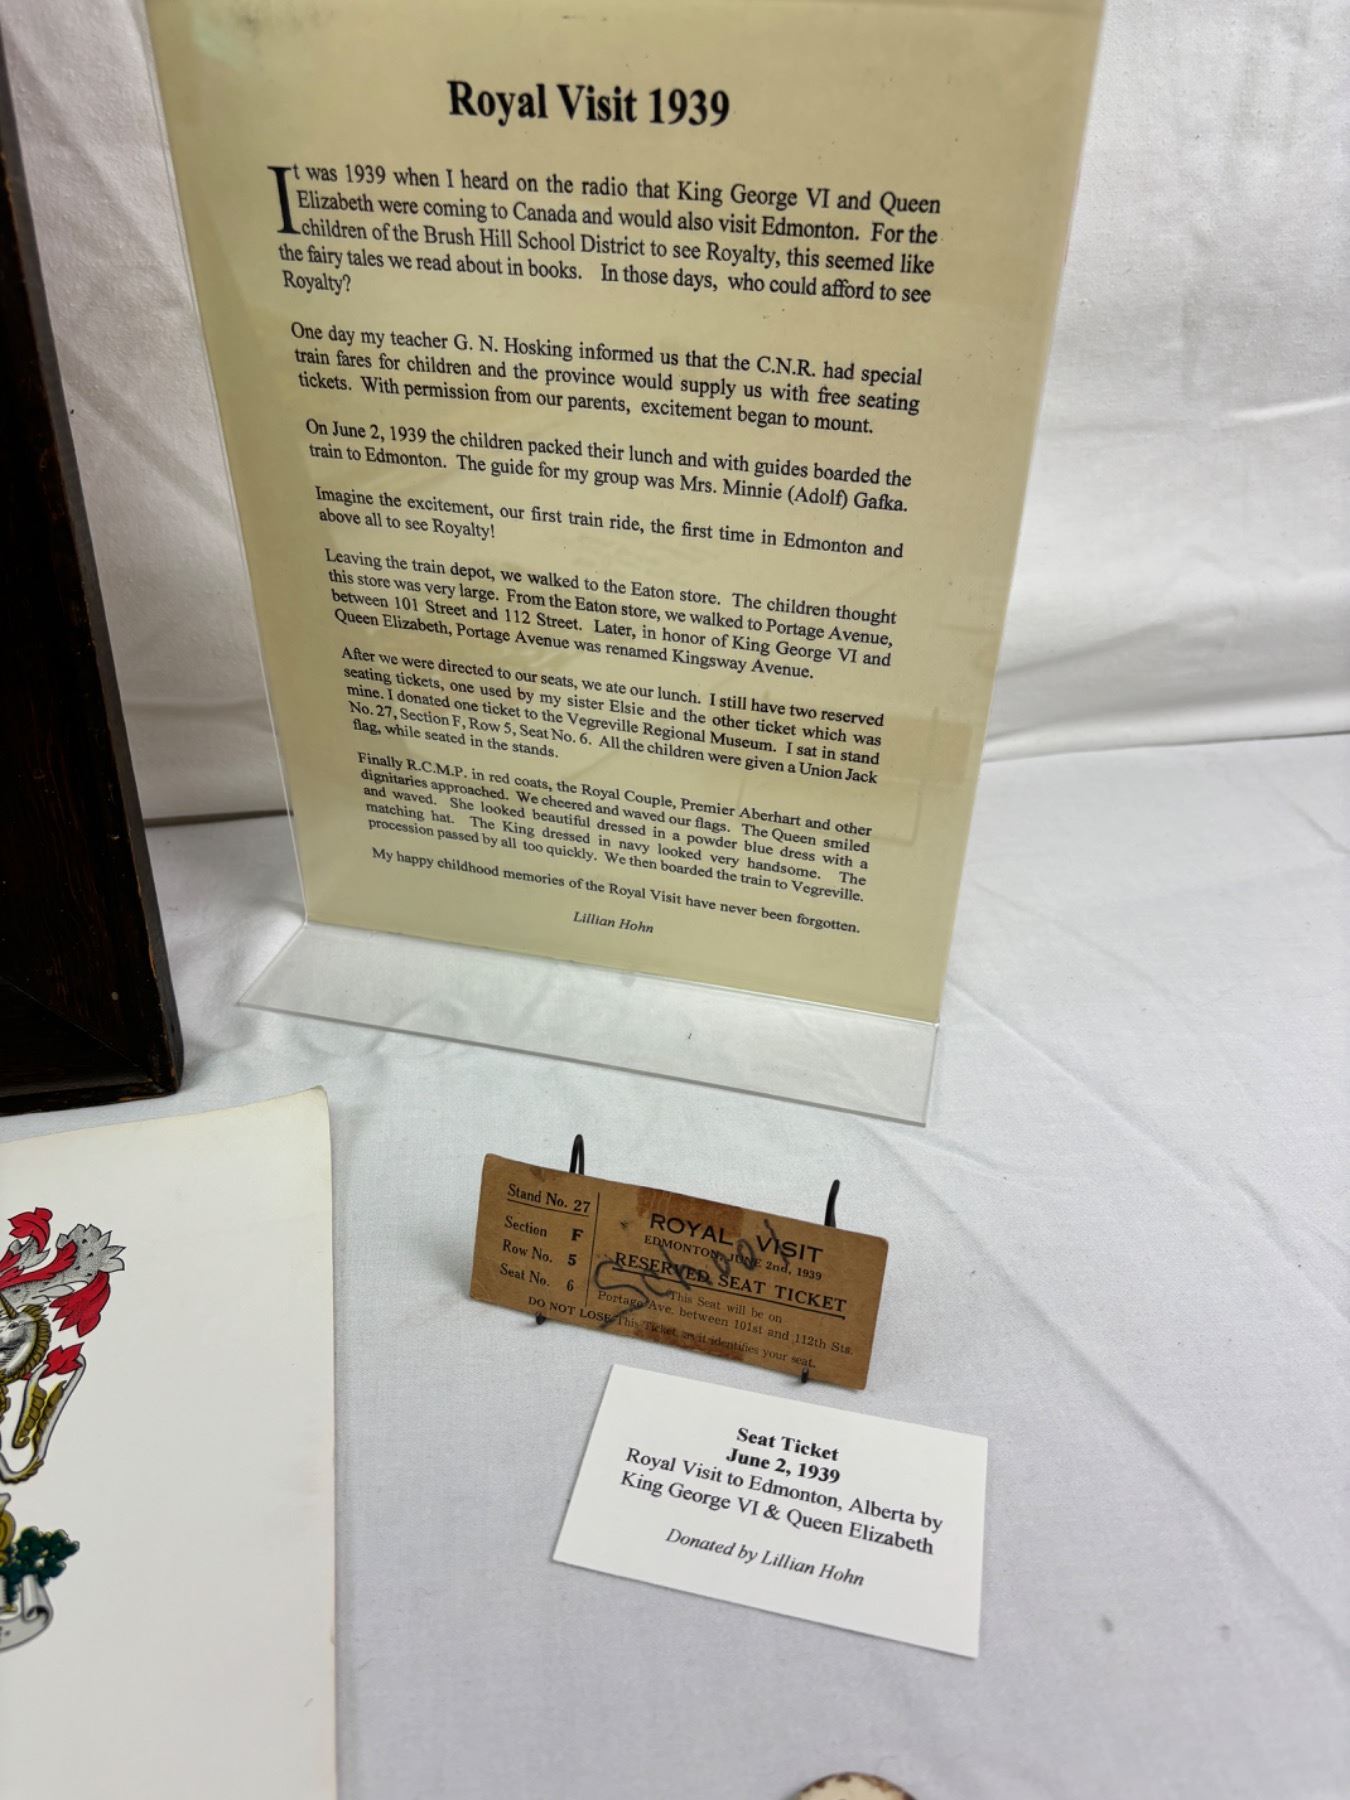 Royal Visit 1939
It was 1939 when I heard on the radio that King George VI and Queen
Elizabeth were coming to Canada and would also visit Edmonton. For the
children of the Brush Hill School District to see Royalty, this seemed like
the fairy tales we read about in books. In those days, who could afford to see
Royalty?
One day my teacher G. N. Hosking informed us that the C.N.R. had special
train fares for children and the province would supply us with free seating
tickets. With permission from our parents, excitement began to mount.
On June 2, 1939 the children packed their lunch and with guides boarded the
train to Edmonton. The guide for my group was Mrs. Minnie (Adolf) Gafka.
Imagine the excitement, our first train ride, the first time in Edmonton and
above all to see Royalty!
Leaving the train depot, we walked to the Eaton store. The children thought
this store was very large. From the Eaton store, we walked to Portage Avenue,
between 101 Street and 112 Street. Later, in honor of King George VI and
Queen Elizabeth, Portage Avenue was renamed Kingsway Avenue.
After we were directed to our seats, we ate our lunch. I still have two reserved
seating tickets, one used by my sister Elsie and the other ticket which was
mine. I donated one ticket to the Vegreville Regional Museum. I sat in stand
No. 27, Section F, Row 5, Seat No. 6. All the children were given a Union Jack
flag, while seated in the stands.
Finally R.C.M.P. in red coats, the Royal Couple, Premier Aberhart and other
dignitaries approached. We cheered and waved our flags. The Queen smiled
and waved. She looked beautiful dressed in a powder blue dress with a
matching hat. The King dressed in navy looked very handsome. The
procession passed by all too quickly. We then boarded the train to Vegreville.
My happy childhood memories of the Royal Visit have never been forgotten.
Lillian Hohn
Stand No. 27
Section F
Row No. 5
Seat No. 6
ROYAL VISIT
EDMONTON, JUNE 2nd, 1939
RESERVED SEAT TICKET
School
This Seat will be on
Portage Ave. between 101st and 112th Sts.
DO NOT LOSE This Ticket as it identifies your seat.
Seat Ticket
June 2, 1939
Royal Visit to Edmonton, Alberta by
King George VI & Queen Elizabeth
Donated by Lillian Hohn